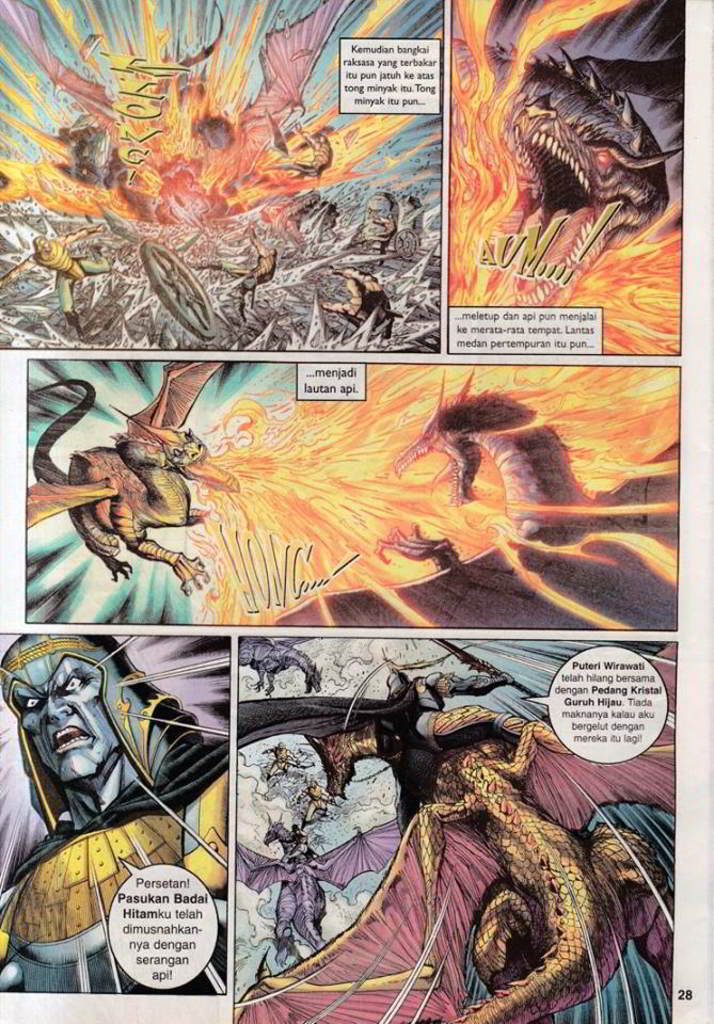 Kemudian bangkai
raksasa yang terbakar
itu pun jatuh ke atas
tong minyak itu. Tong
minyak itu pun...
AUM...!
...meletup dan api pun menjalai
ke merata-rata tempat. Lantas
medan pertempuran itu pun...
...menjadi
lautan api.
Persetan!
Pasukan Badai
Hitamku telah
dimusnahkan-
nya dengan
serangan
api!
Puteri Wirawati
telah hilang bersama
dengan Pedang Kristal
Guruh Hijau. Tiada
maknanya kalau aku
bergelut dengan
mereka itu lagi!
28